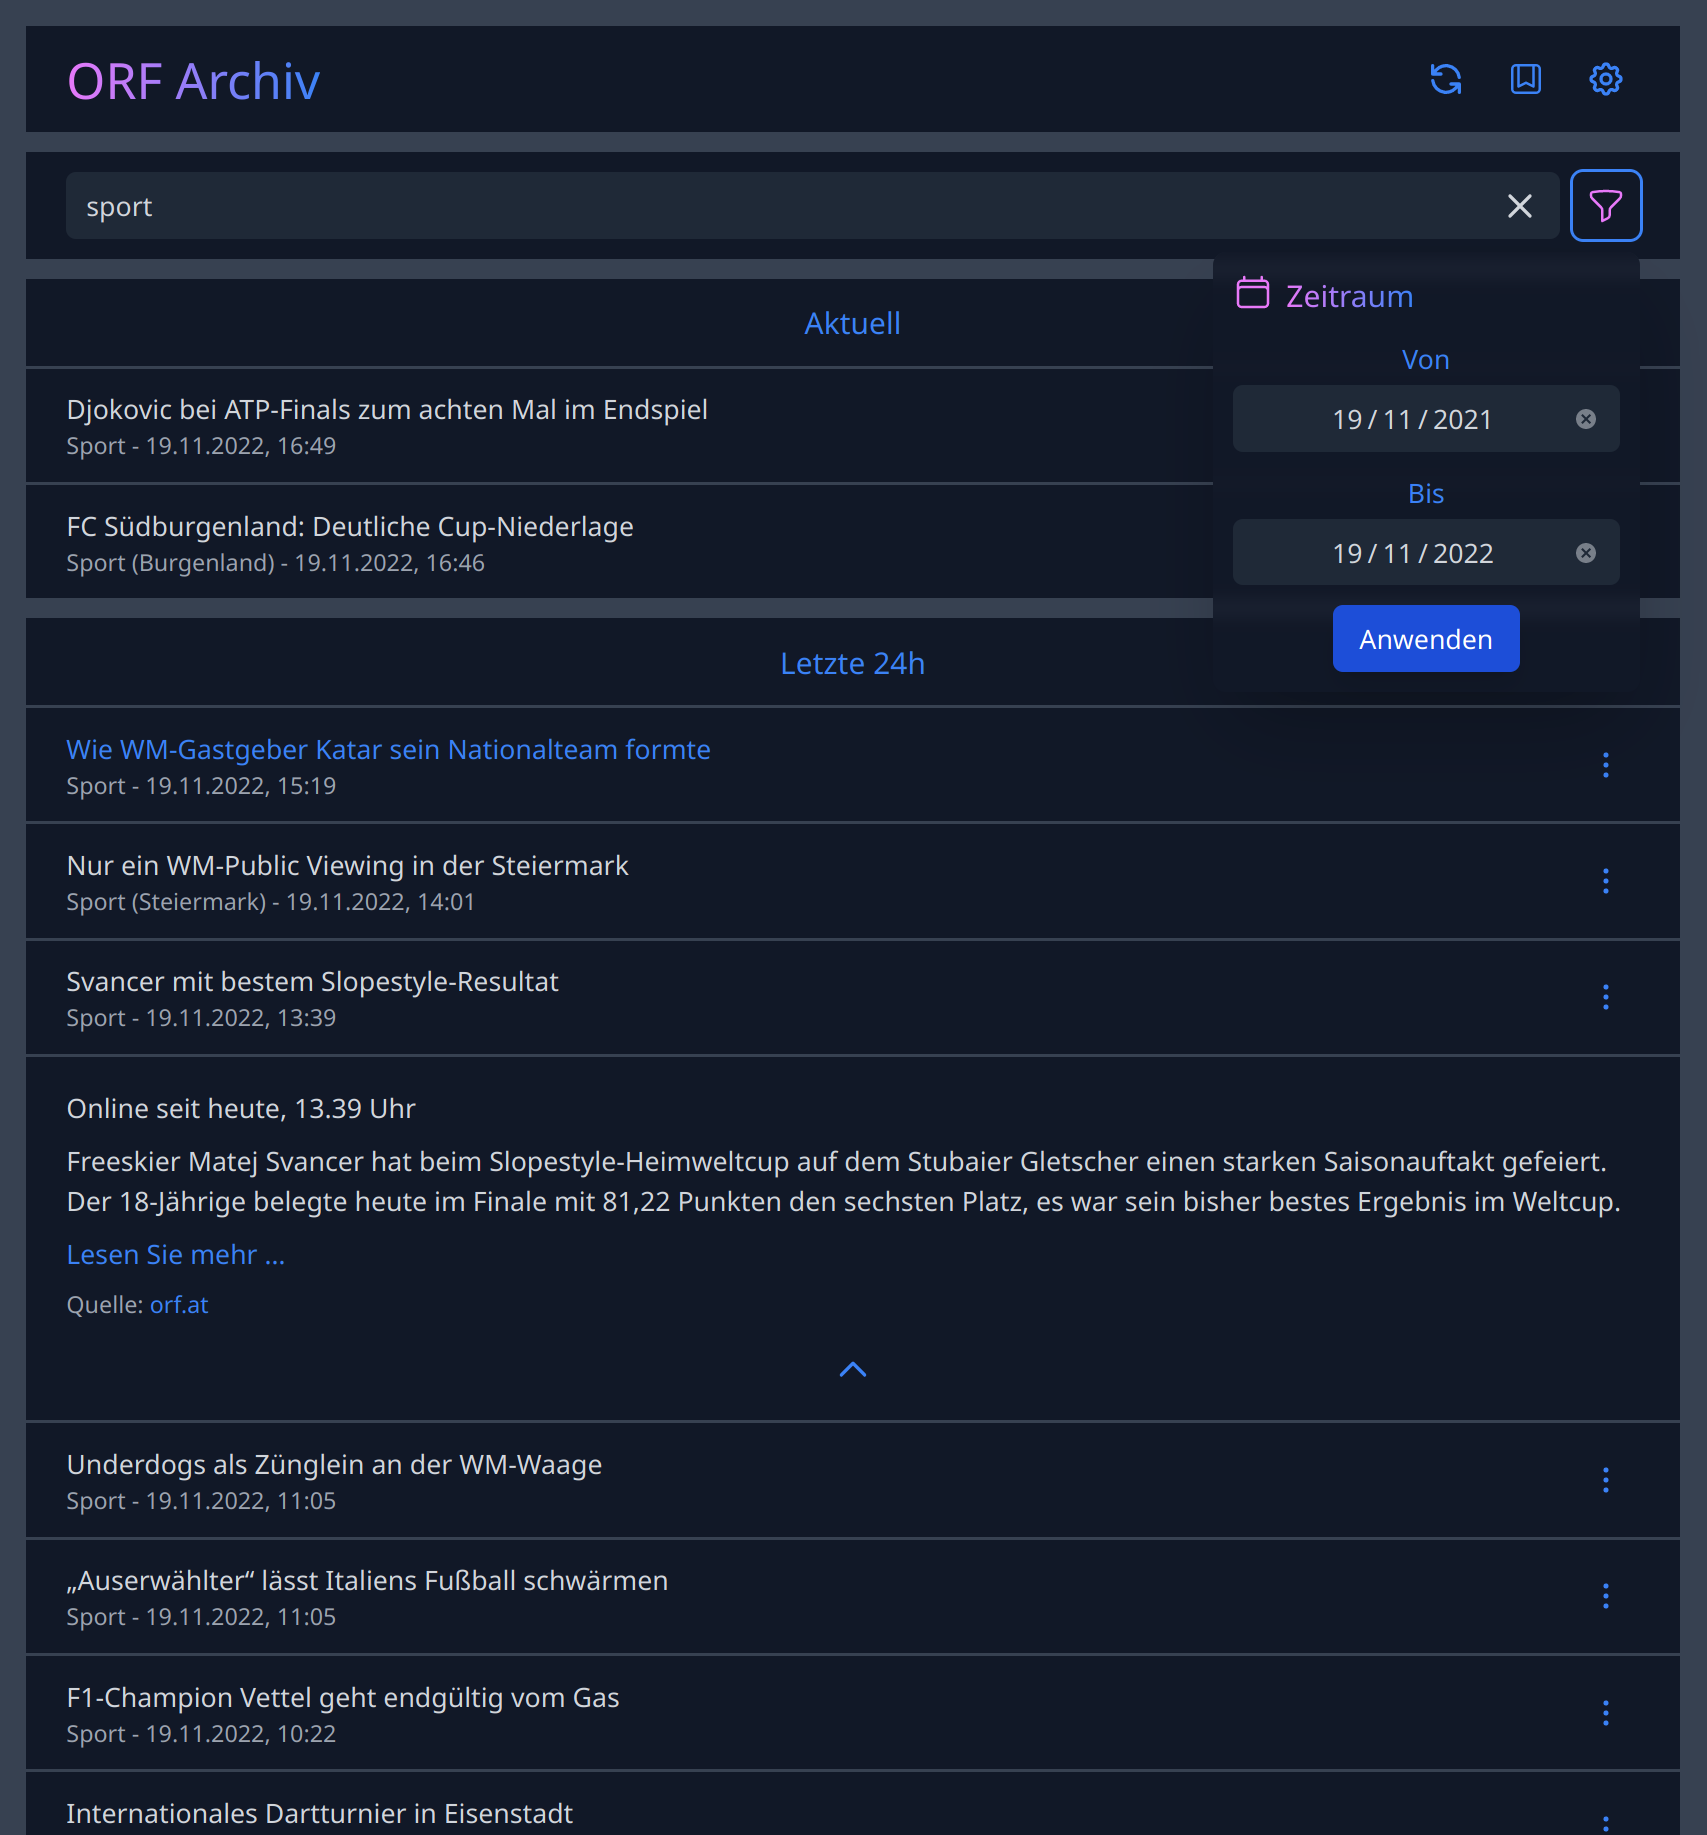 ORF Archiv
sport
Zeitraum
Von
19/11/2021
Bis
19/11/2022
Anwenden
Aktuell
Djokovic bei ATP-Finals zum achten Mal im Endspiel
Sport - 19.11.2022, 16:49
FC Südburgenland: Deutliche Cup-Niederlage
Sport (Burgenland) - 19.11.2022, 16:46
Letzte 24h
Wie WM-Gastgeber Katar sein Nationalteam formte
Sport - 19.11.2022, 15:19
Nur ein WM-Public Viewing in der Steiermark
Sport (Steiermark) - 19.11.2022, 14:01
Svancer mit bestem Slopestyle-Resultat
Sport - 19.11.2022, 13:39
Online seit heute, 13.39 Uhr
Freeskier Matej Svancer hat beim Slopestyle-Heimweltcup auf dem Stubaier Gletscher einen starken Saisonauftakt gefeiert.
Der 18-Jährige belegte heute im Finale mit 81,22 Punkten den sechsten Platz, es war sein bisher bestes Ergebnis im Weltcup.
Lesen Sie mehr ...
Quelle: orf.at
Underdogs als Zünglein an der WM-Waage
Sport - 19.11.2022, 11:05
„Auserwählter“ lässt Italiens Fußball schwärmen
Sport - 19.11.2022, 11:05
F1-Champion Vettel geht endgültig vom Gas
Sport - 19.11.2022, 10:22
Internationales Dartturnier in Eisenstadt